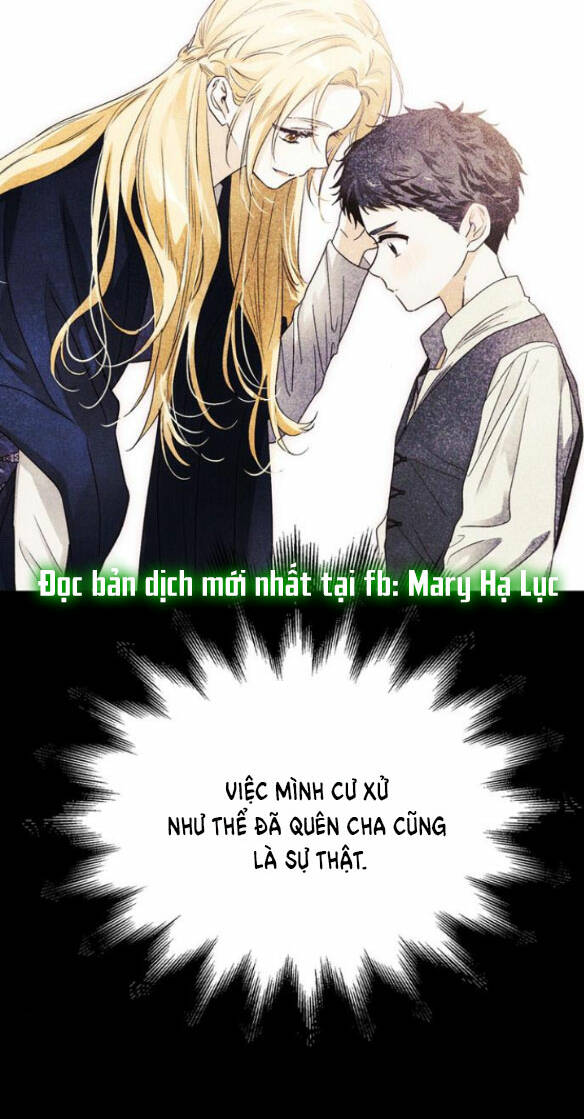 Đọc bản dịch mới nhất tại fb: Mary Hạ Lục
VIỆC MÌNH CƯ XỬ
NHƯ THỂ ĐÃ QUÊN CHA CŨNG
LÀ SỰ THẬT.